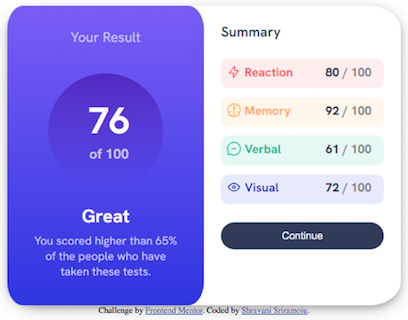 Your Result
76
of 100
Great
You scored higher than 65%
of the people who have
taken these tests.
Summary
Reaction 80 / 100
Memory 92 / 100
Verbal 61 / 100
Visual 72 / 100
Continue
Challenge by Frontend Mentor. Coded by Shravani Sriramoju.